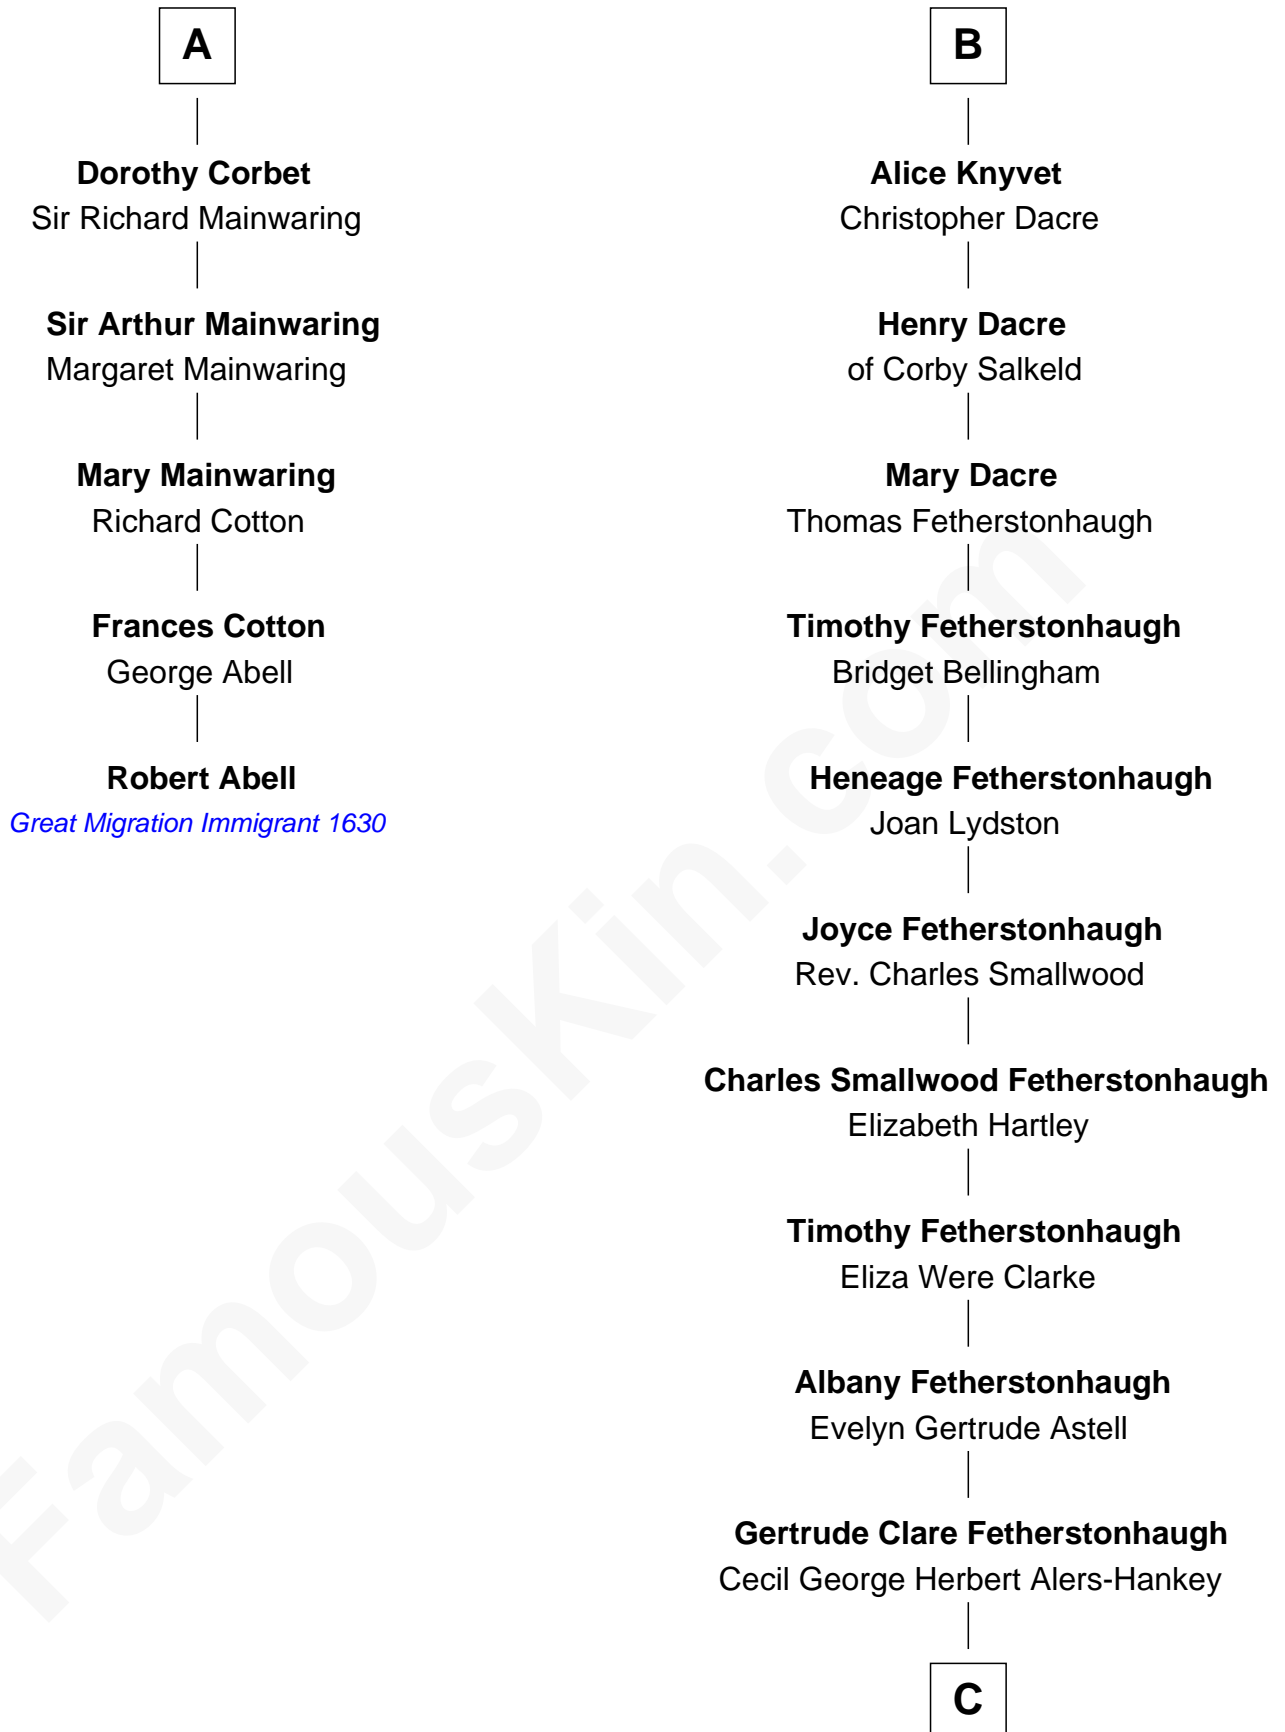 A
Dorothy Corbet
Sir Richard Mainwaring
Sir Arthur Mainwaring
Margaret Mainwaring
Mary Mainwaring
Richard Cotton
Frances Cotton
George Abell
Robert Abell
Great Migration Immigrant 1630
B
Alice Knyvet
Christopher Dacre
Henry Dacre
of Corby Salkeld
Mary Dacre
Thomas Fetherstonhaugh
Timothy Fetherstonhaugh
Bridget Bellingham
Heneage Fetherstonhaugh
Joan Lydston
Joyce Fetherstonhaugh
Rev. Charles Smallwood
Charles Smallwood Fetherstonhaugh
Elizabeth Hartley
Timothy Fetherstonhaugh
Eliza Were Clarke
Albany Fetherstonhaugh
Evelyn Gertrude Astell
Gertrude Clare Fetherstonhaugh
Cecil George Herbert Alers-Hankey
C
FamousKin.com